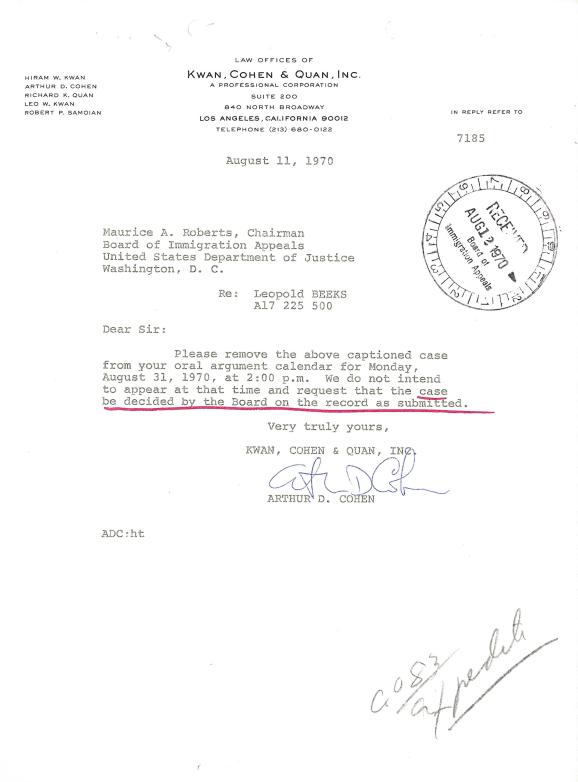 LAW OFFICES OF
KWAN, COHEN & QUAN, INC.
A PROFESSIONAL CORPORATION
SUITE 200
840 NORTH BROADWAY
LOS ANGELES, CALIFORNIA 90012
TELEPHONE (213) 680-0122
HIRAM W. KWAN
ARTHUR D. COHEN
RICHARD K. QUAN
LEO W. KWAN
ROBERT P. SAMOIAN
IN REPLY REFER TO
7185
August 11, 1970
RECEIVED
AUG 12 1970
Board of
Immigration Appeals
Maurice A. Roberts, Chairman
Board of Immigration Appeals
United States Department of Justice
Washington, D. C.
Re: Leopold BEEKS
A17 225 500
Dear Sir:
Please remove the above captioned case
from your oral argument calendar for Monday,
August 31, 1970, at 2:00 p.m. We do not intend
to appear at that time and request that the case
be decided by the Board on the record as submitted.
Very truly yours,
KWAN, COHEN & QUAN, INC.
ARTHUR D. COHEN
ADC:ht